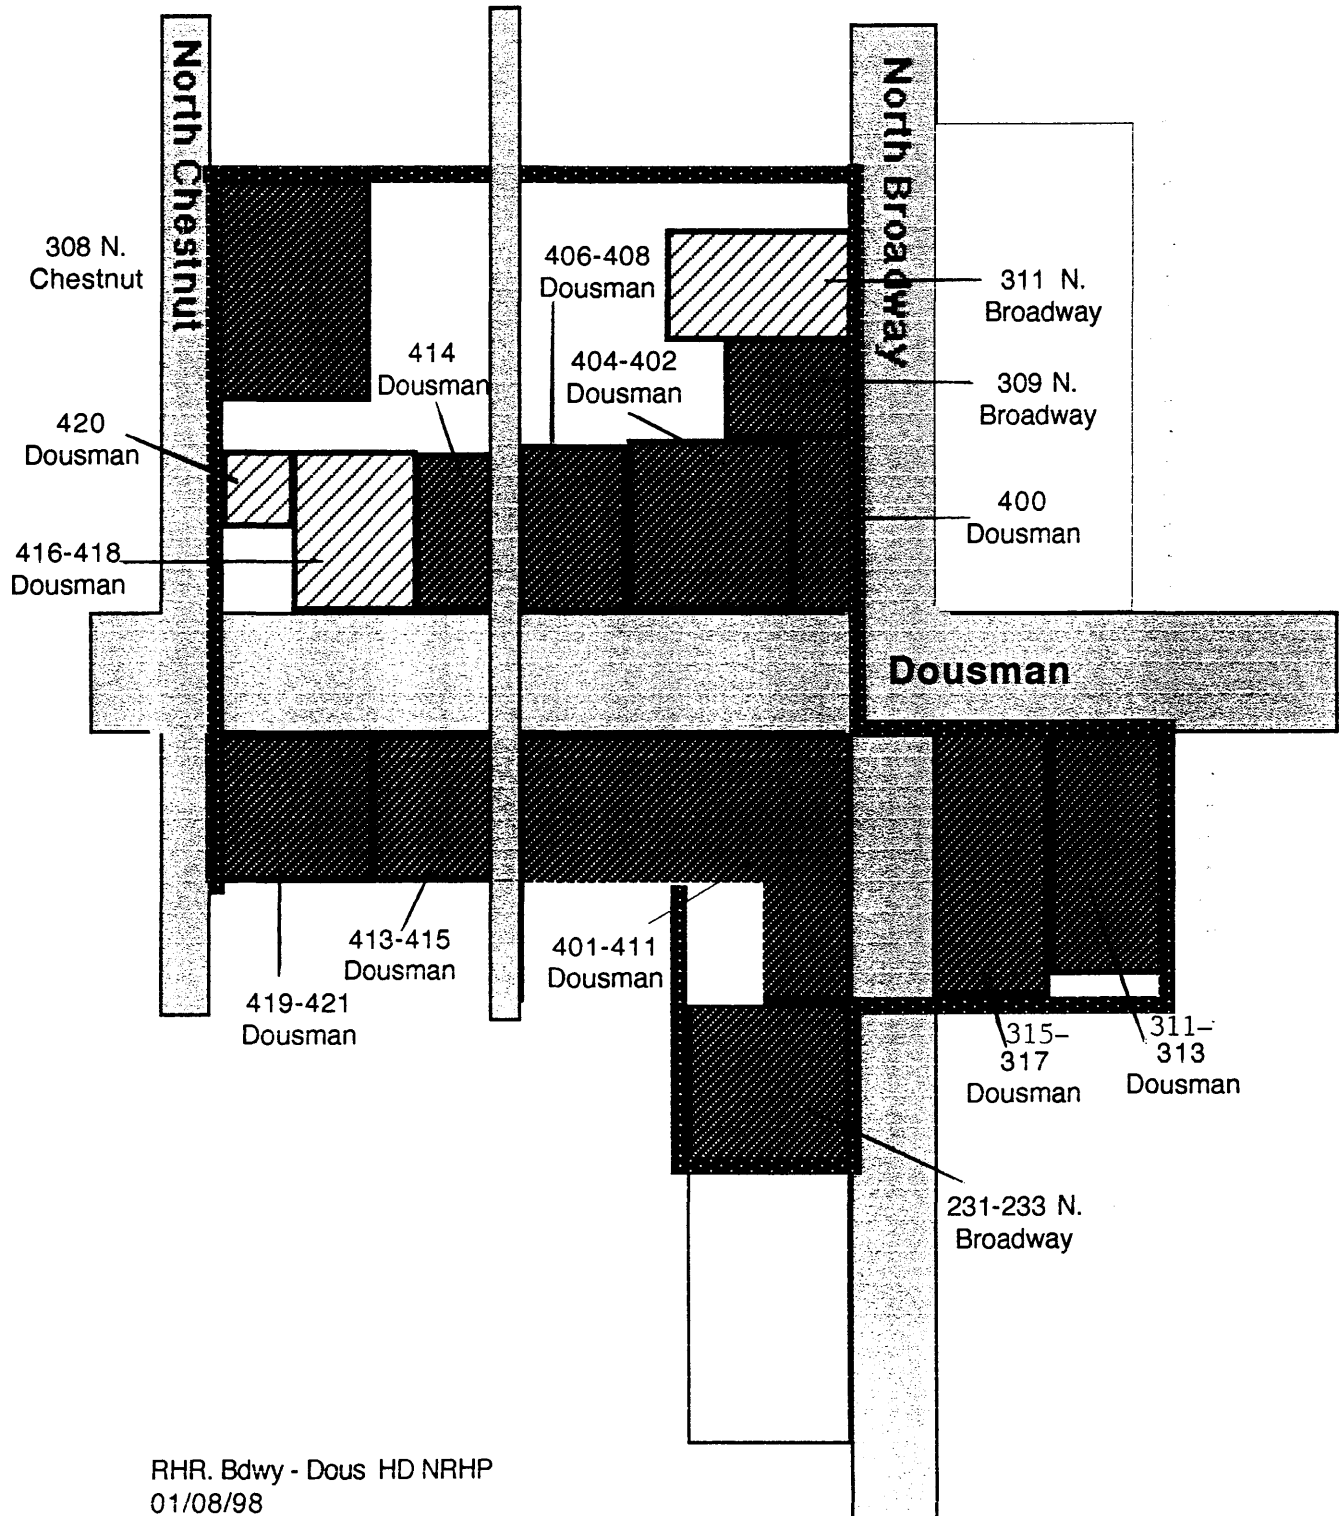 North Chestnut
North Broadway
308 N.
Chestnut
406-408
Dousman
311 N.
Broadway
414
Dousman
404-402
Dousman
309 N.
Broadway
420
Dousman
400
Dousman
416-418
Dousman
Dousman
413-415
Dousman
401-411
Dousman
419-421
Dousman
315-
317
Dousman
311-
313
Dousman
231-233 N.
Broadway
RHR. Bdwy - Dous HD NRHP
01/08/98